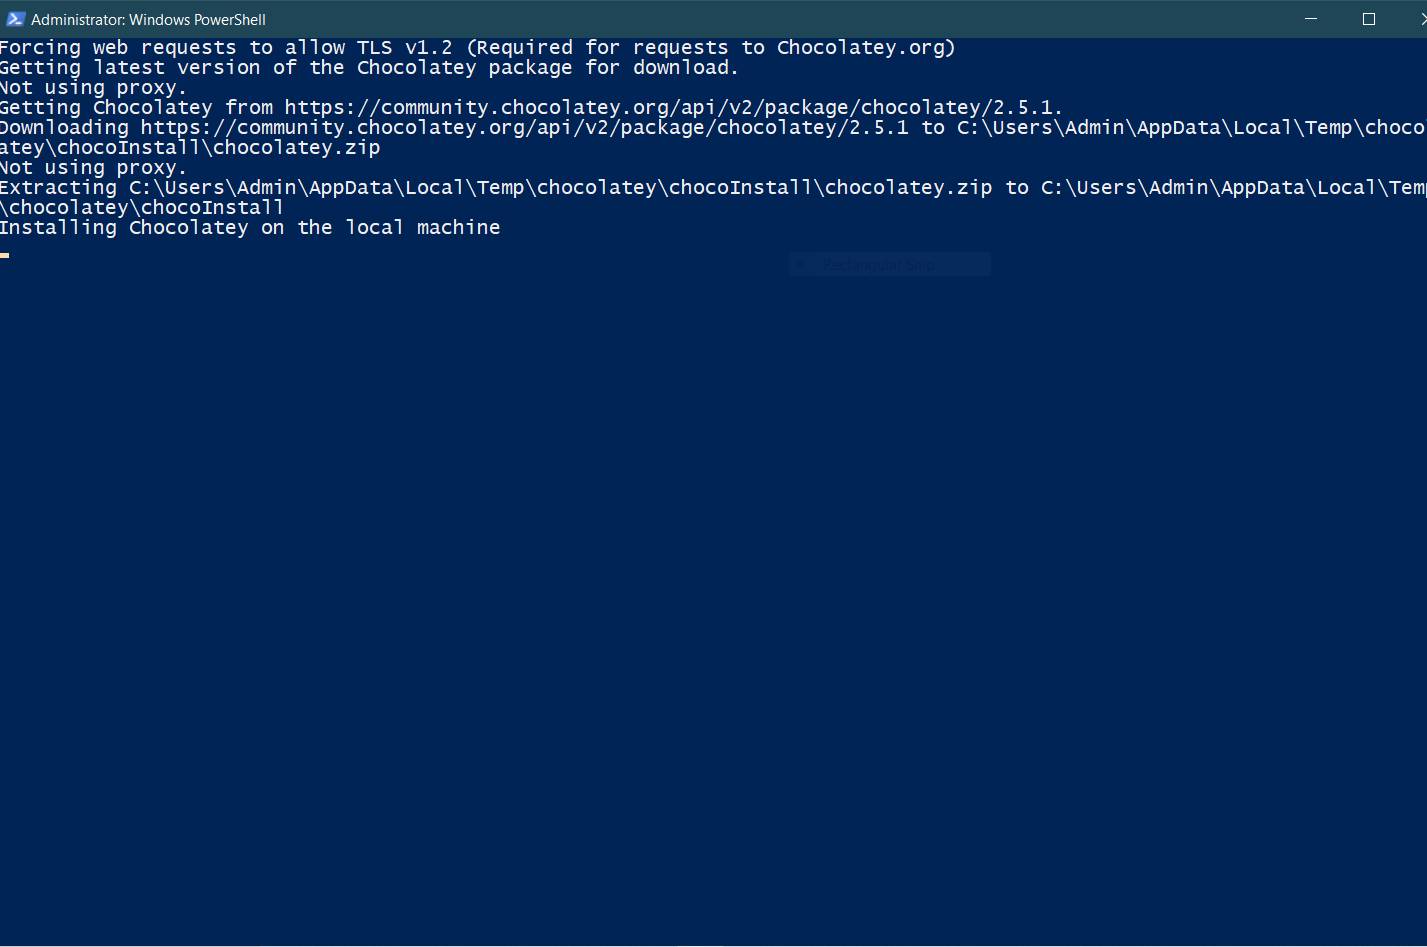 Administrator: Windows PowerShell
Forcing web requests to allow TLS v1.2 (Required for requests to Chocolatey.org)
Getting latest version of the Chocolatey package for download.
Not using proxy.
Getting Chocolatey from https://community.chocolatey.org/api/v2/package/chocolatey/2.5.1.
Downloading https://community.chocolatey.org/api/v2/package/chocolatey/2.5.1 to C:\Users\Admin\AppData\Local\Temp\choco
atey\chocoInstall\chocolatey.zip
Not using proxy.
Extracting C:\Users\Admin\AppData\Local\Temp\chocolatey\chocoInstall\chocolatey.zip to C:\Users\Admin\AppData\Local\Temp
\chocolatey\chocoInstall
Installing Chocolatey on the local machine
Rectangular Snip